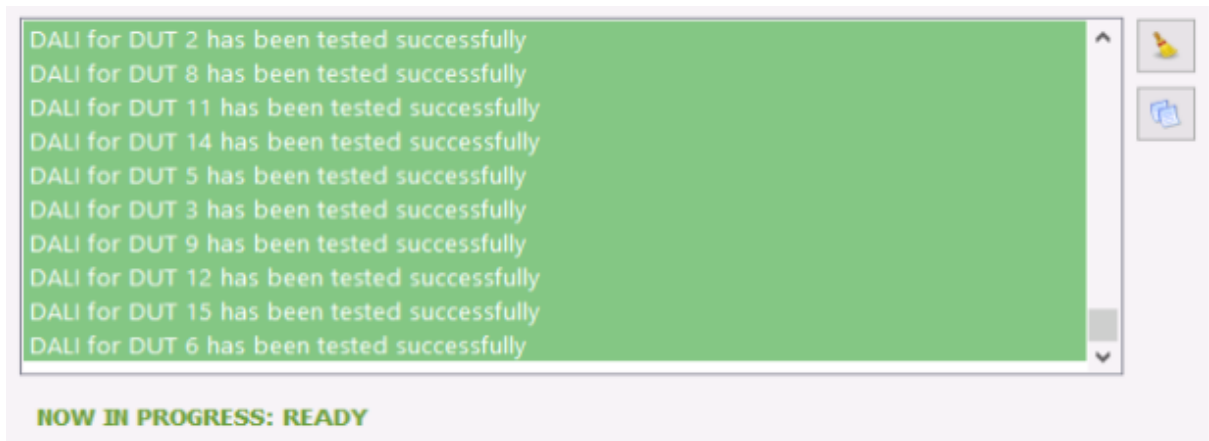 DALI for DUT 2 has been tested successfully
DALI for DUT 8 has been tested successfully
DALI for DUT 11 has been tested successfully
DALI for DUT 14 has been tested successfully
DALI for DUT 5 has been tested successfully
DALI for DUT 3 has been tested successfully
DALI for DUT 9 has been tested successfully
DALI for DUT 12 has been tested successfully
DALI for DUT 15 has been tested successfully
DALI for DUT 6 has been tested successfully
NOW IN PROGRESS: READY